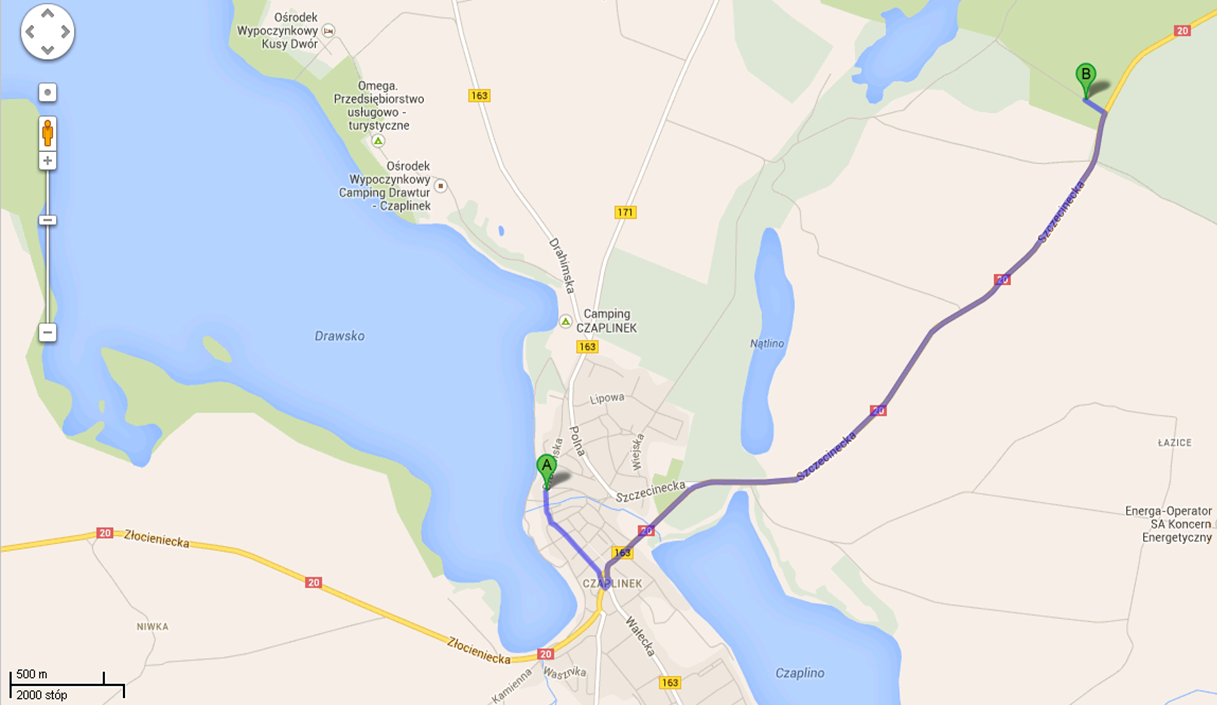 Ośrodek
Wypoczynkowy
Kusy Dwór
20
B
Omega.
Przedsiębiorstwo
usługowo -
turystyczne
163
Ośrodek
Wypoczynkowy
Camping Drawtur
- Czaplinek
171
Szczecinecka
Drahimska
20
Camping
CZAPLINEK
Drawsko
163
Nątlino
Lipowa
20
Polna
Wiejska
ŁAZICE
Szczecinecka
A
Szczecinecka
Energa-Operator
SA Koncern
Energetyczny
20
Złocieniecka
20
163
20
CZAPLINEK
NIWKA
Wałecka
Złocieniecka
20
Kamienna
163
Czaplino
500 m
2000 stóp